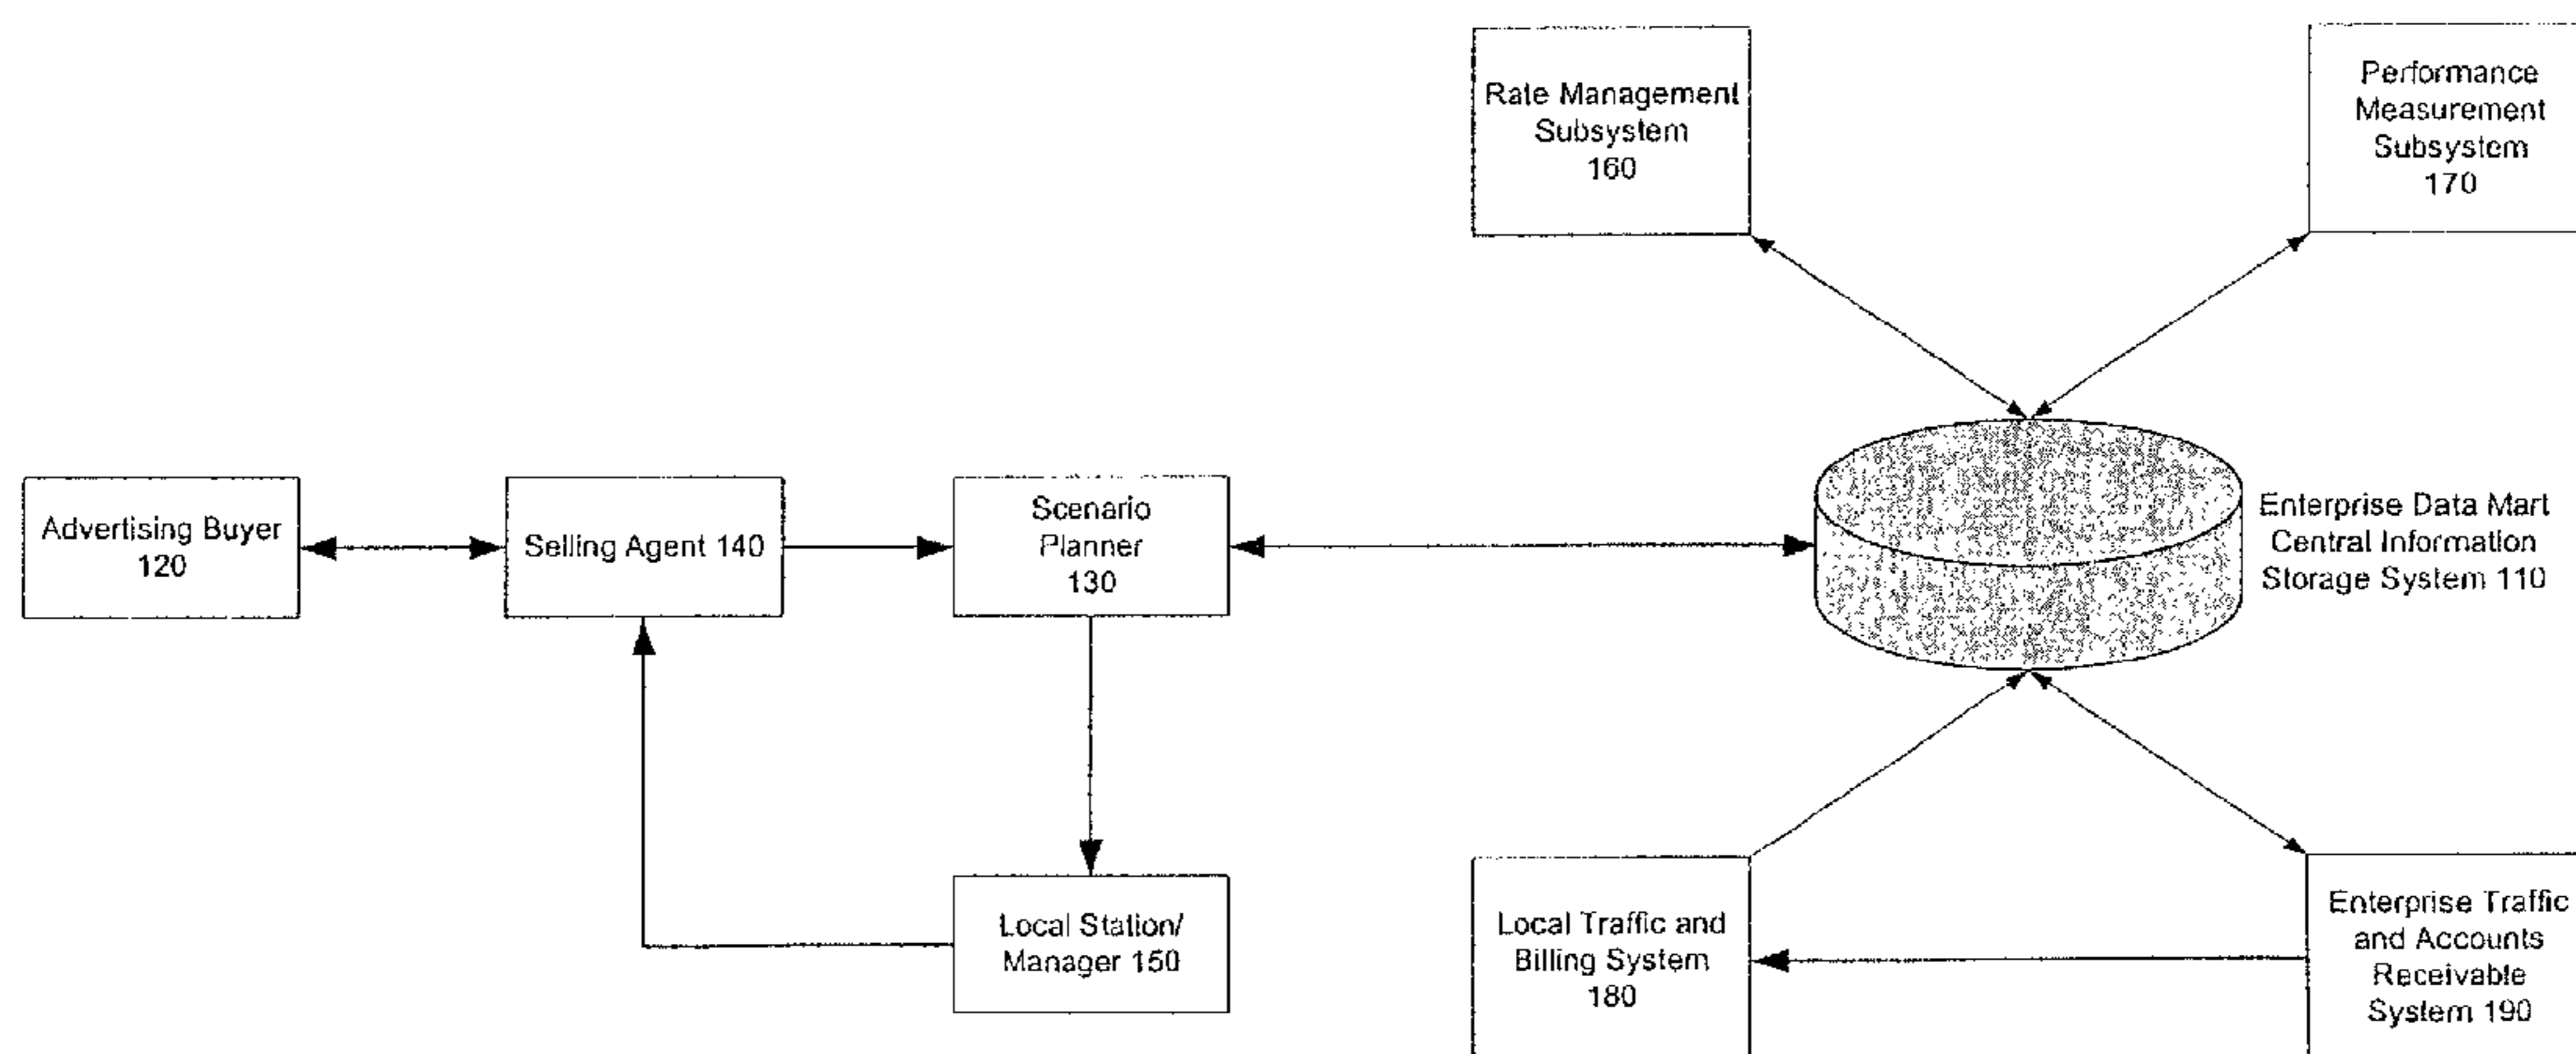 Rate Management
Subsystem
160
Performance
Measurement
Subsystem
170
Advertising Buyer
120
Selling Agent 140
Scenario
Planner
130
Enterprise Data Mart
Central Information
Storage System 110
Local Station/
Manager 150
Local Traffic and
Billing System
180
Enterprise Traffic
and Accounts
Receivable
System 190